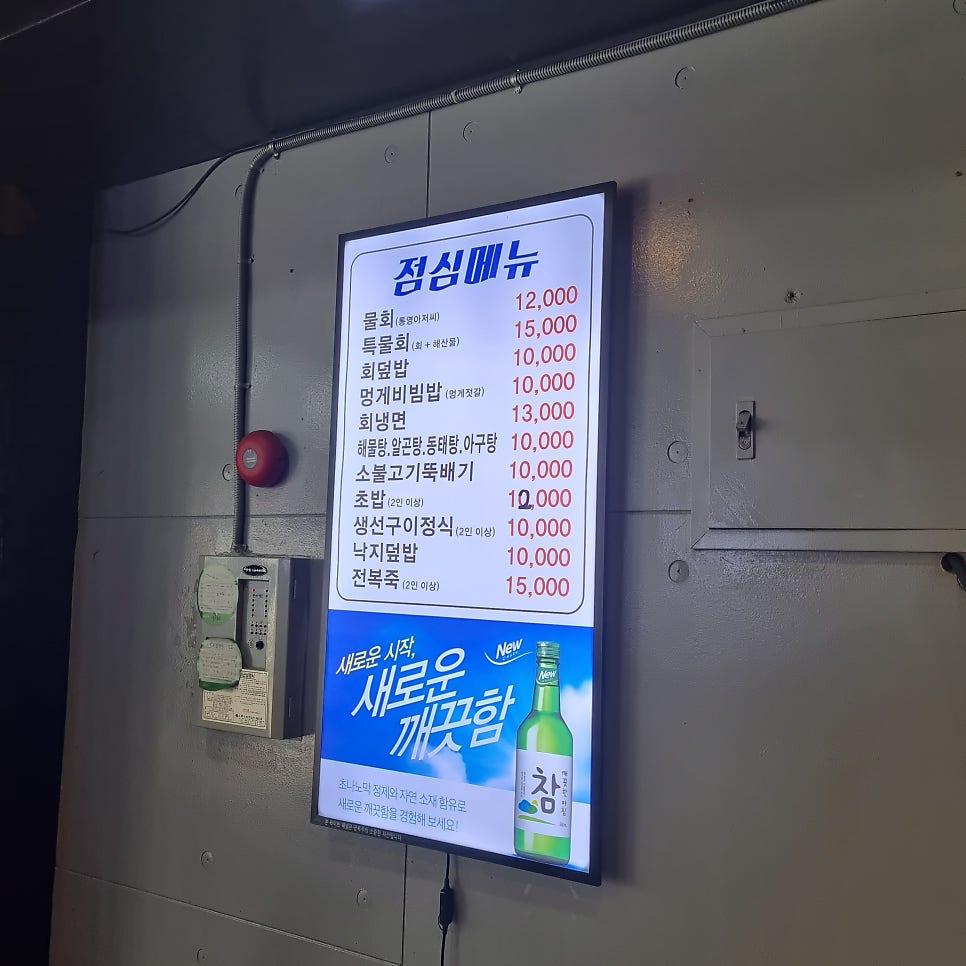 점심메뉴
물회 (통영아저씨) 12,000
특물회 (회 + 해산물) 15,000
회덮밥 10,000
멍게비빔밥 (멍게젓갈) 10,000
회냉면 13,000
해물탕.알곤탕.동태탕.아구탕 10,000
소불고기뚝배기 10,000
초밥 (2인 이상) 12,000
생선구이정식 (2인 이상) 10,000
낙지덮밥 10,000
전복죽 (2인 이상) 15,000
새로운 시작,
새로운
깨끗함
New
New
참
깨끗한 아침
초나노막 정제와 자연 소재 함유로
새로운 깨끗함을 경험해 보세요!